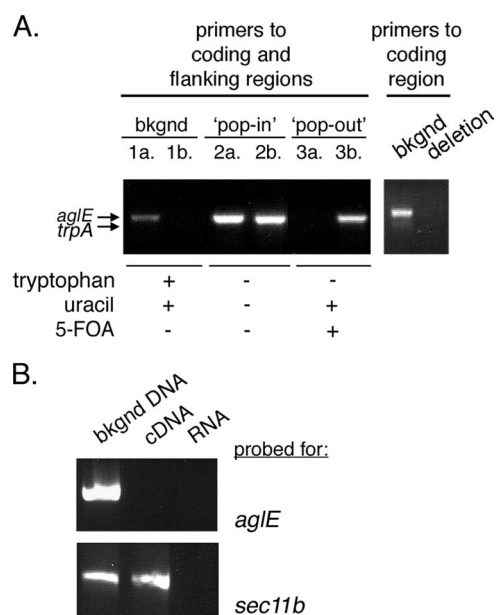 A.
primers to coding and flanking regions
primers to coding region
bkgnd 'pop-in' 'pop-out'
1a. 1b. 2a. 2b. 3a. 3b.
bkgnd deletion
aglE
trpA
tryptophan + - -
uracil + - +
5-FOA - - +
B.
bkgnd DNA cDNA RNA
probed for:
aglE
sec11b